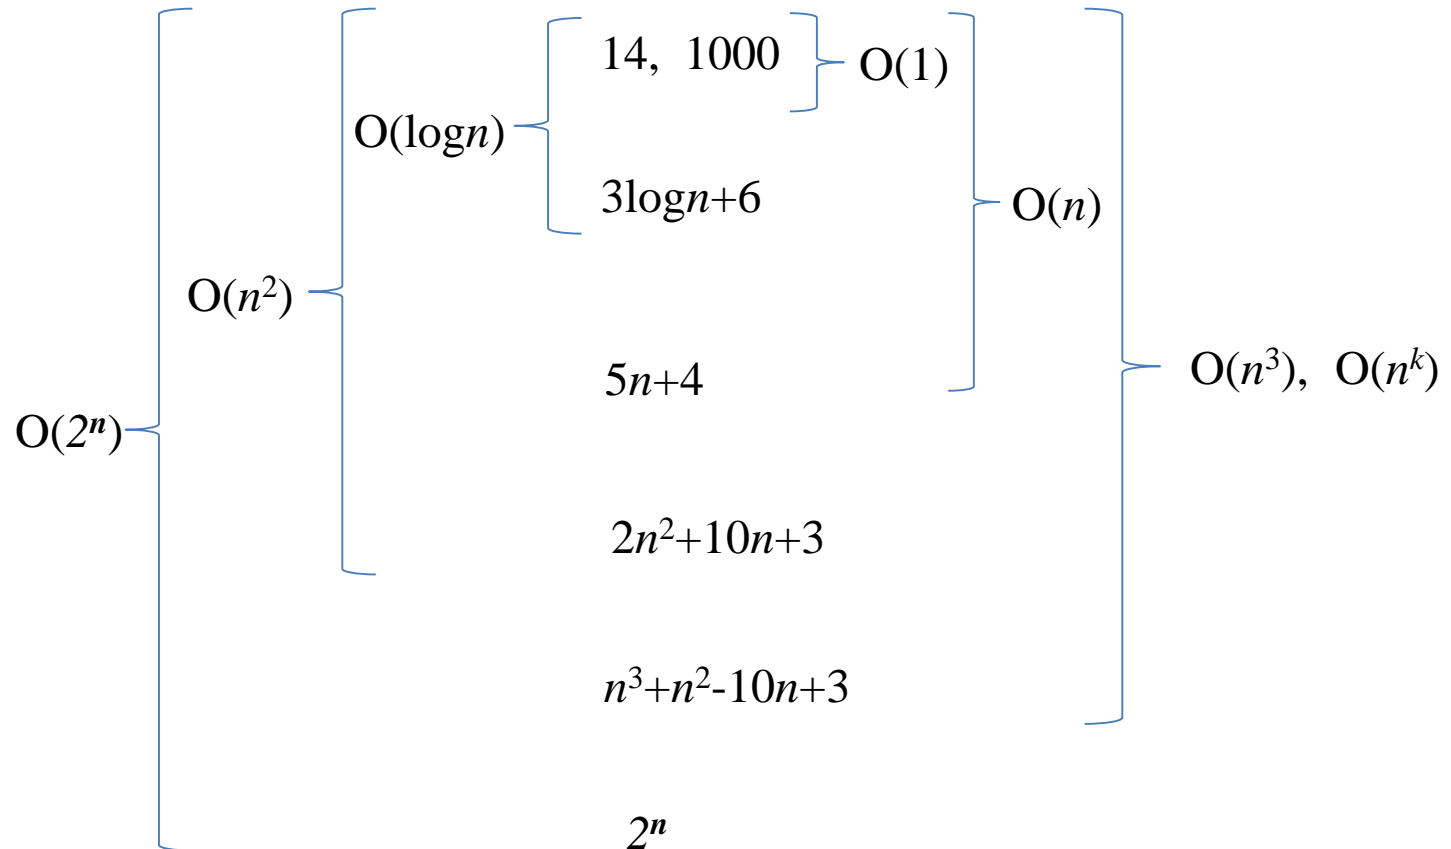 14, 1000
O(1)
O(logn)
3logn+6
O(n)
O(n²)
5n+4
O(n³), O(nᵏ)
O(2ⁿ)
2n²+10n+3
n³+n²-10n+3
2ⁿ